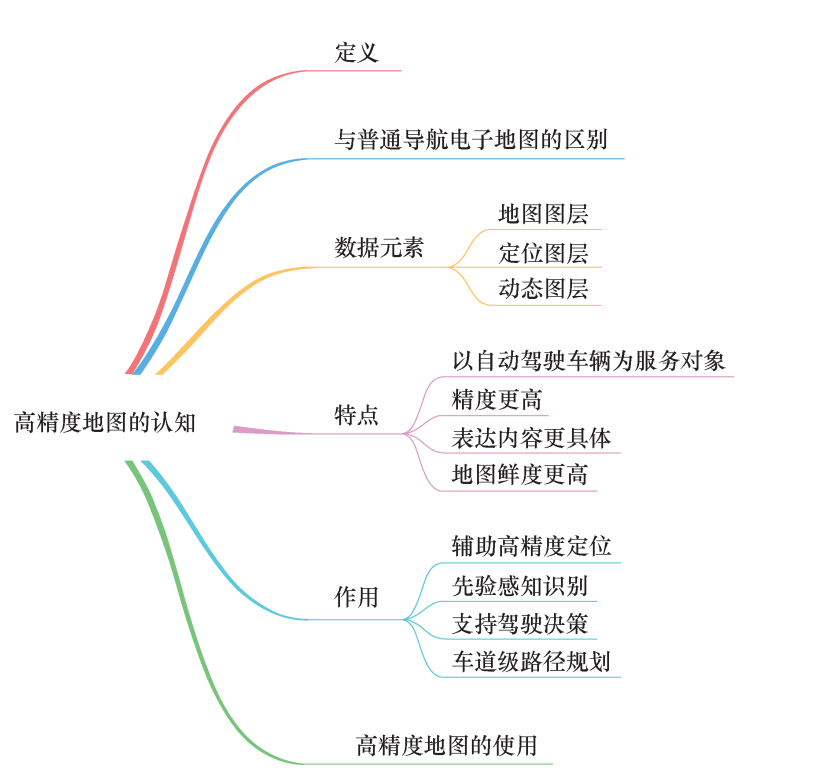 定义
与普通导航电子地图的区别
数据元素
地图图层
定位图层
动态图层
高精度地图的认知
特点
以自动驾驶车辆为服务对象
精度更高
表达内容更具体
地图鲜度更高
作用
辅助高精度定位
先验感知识别
支持驾驶决策
车道级路径规划
高精度地图的使用